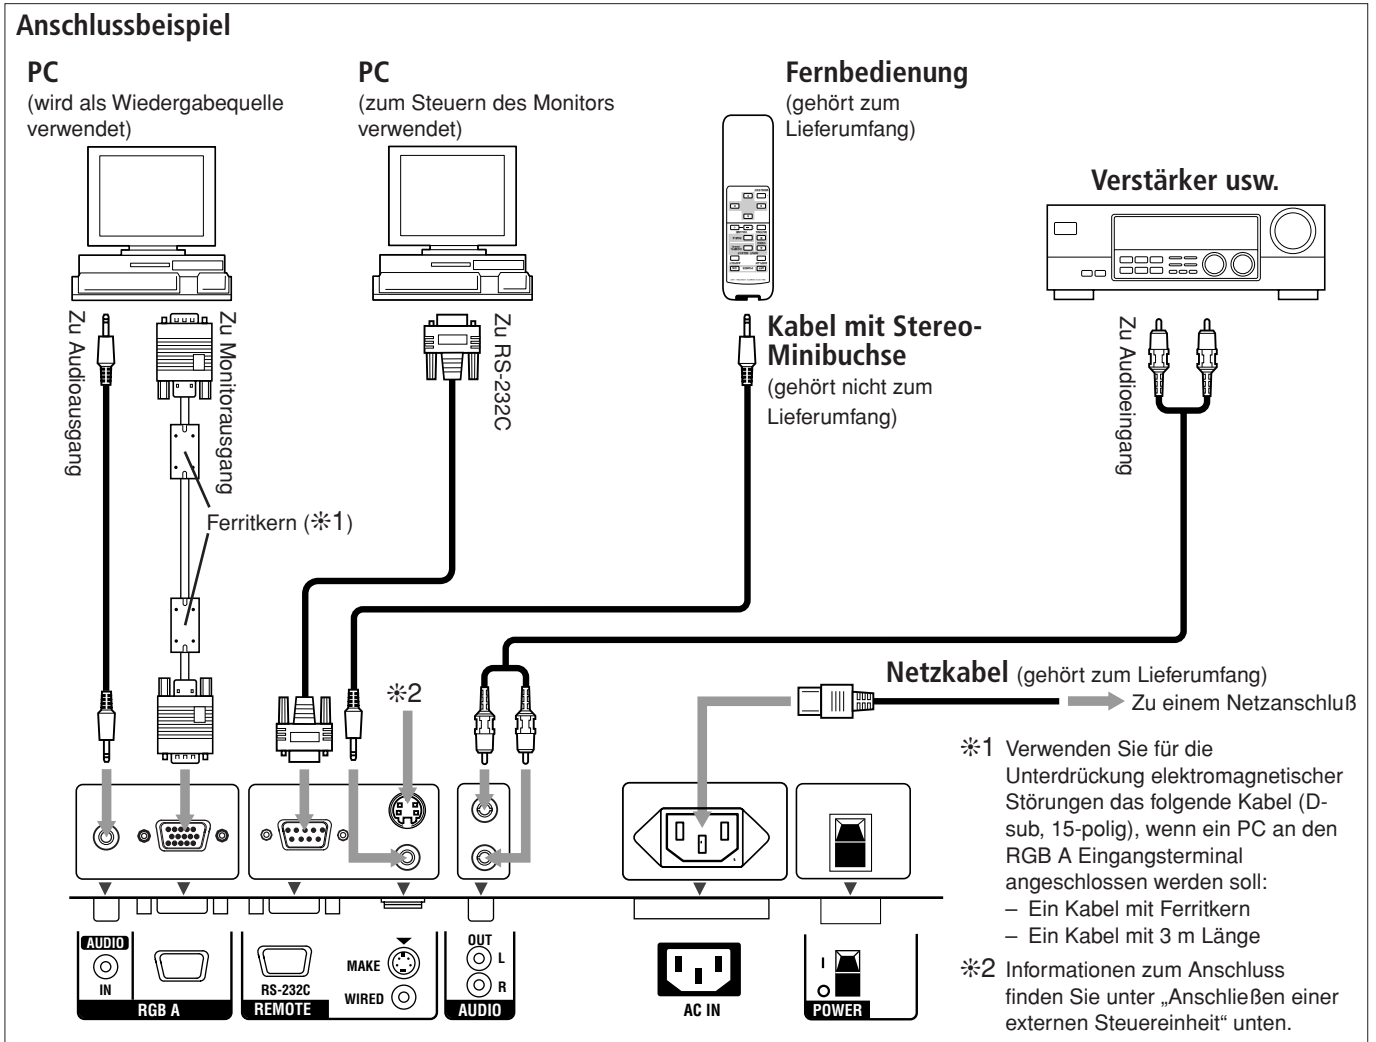 Anschlussbeispiel
PC
(wird als Wiedergabequelle
verwendet)
PC
(zum Steuern des Monitors
verwendet)
Fernbedienung
(gehört zum
Lieferumfang)
Verstärker usw.
Zu Audioausgang
Zu Monitorausgang
Zu RS-232C
Kabel mit Stereo-
Minibuchse
(gehört nicht zum
Lieferumfang)
Zu Audioeingang
Ferritkern (※1)
※2
Netzkabel (gehört zum Lieferumfang)
Zu einem Netzanschluß
※1 Verwenden Sie für die
Unterdrückung elektromagnetischer
Störungen das folgende Kabel (D-
sub, 15-polig), wenn ein PC an den
RGB A Eingangsterminal
angeschlossen werden soll:
– Ein Kabel mit Ferritkern
– Ein Kabel mit 3 m Länge
※2 Informationen zum Anschluss
finden Sie unter „Anschließen einer
externen Steuereinheit“ unten.
AUDIO
IN
RGB A
RS-232C
REMOTE
MAKE
WIRED
OUT
L
R
AUDIO
AC IN
I
O
POWER